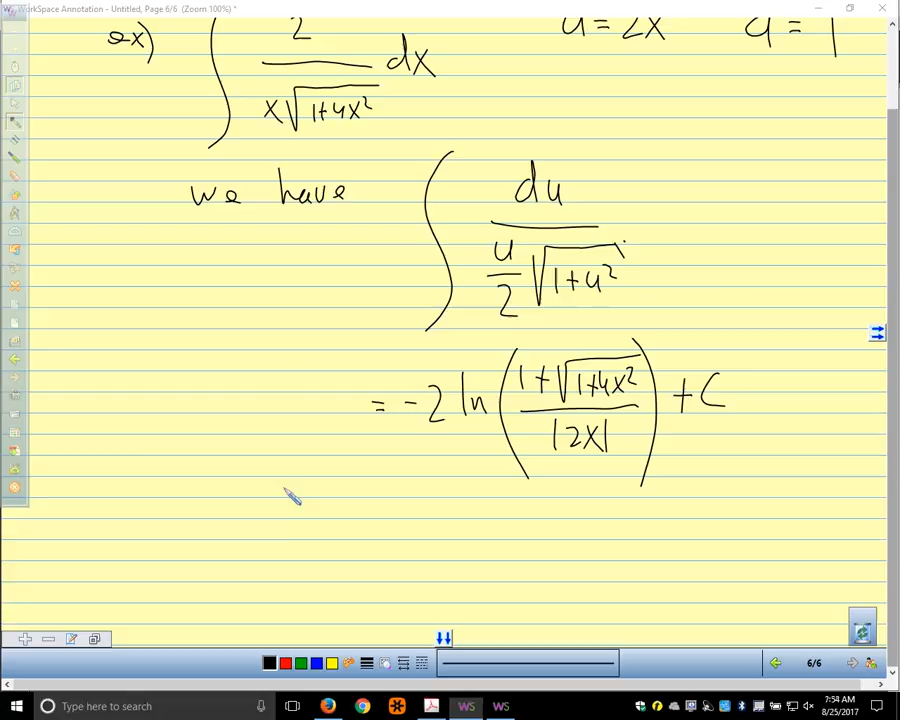 WorkSpace Annotation - Untitled, Page 6/6 (Zoom 100%) *
ex) ∫ 2 / (x√(1+4x²)) dx u = 2x a = 1
we have ∫ du / ((u/2)√(1+u²))
= -2 ln((1+√(1+4x²)) / |2x|) + C
6/6
Type here to search
WS WS
7:54 AM
8/25/2017